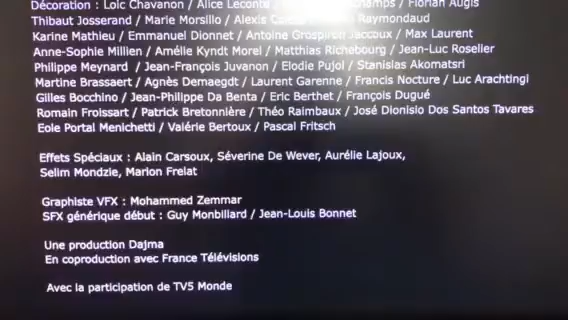 Décoration : Loïc Chavanon / Alice Leconte / Florian Augis
Thibaut Josserand / Marie Morsillo / Alexis Raymondaud
Karine Mathieu / Emmanuel Dionnet / Antoine Grospiron Jaccoux / Max Laurent
Anne-Sophie Millien / Amélie Kyndt Morel / Matthias Richebourg / Jean-Luc Roselier
Philippe Meynard / Jean-François Juvanon / Elodie Pujol / Stanislas Akomatsri
Martine Brassaert / Agnès Demaegdt / Laurent Garenne / Francis Nocture / Luc Arachtingi
Gilles Bocchino / Jean-Philippe Da Benta / Eric Berthet / François Dugué
Romain Froissart / Patrick Bretonnière / Théo Raimbaux / José Dionisio Dos Santos Tavares
Eole Portal Menichetti / Valérie Bertoux / Pascal Fritsch
Effets Spéciaux : Alain Carsoux, Séverine De Wever, Aurélie Lajoux,
Selim Mondzie, Marion Frelat
Graphiste VFX : Mohammed Zemmar
SFX générique début : Guy Monbillard / Jean-Louis Bonnet
Une production Dajma
En coproduction avec France Télévisions
Avec la participation de TV5 Monde